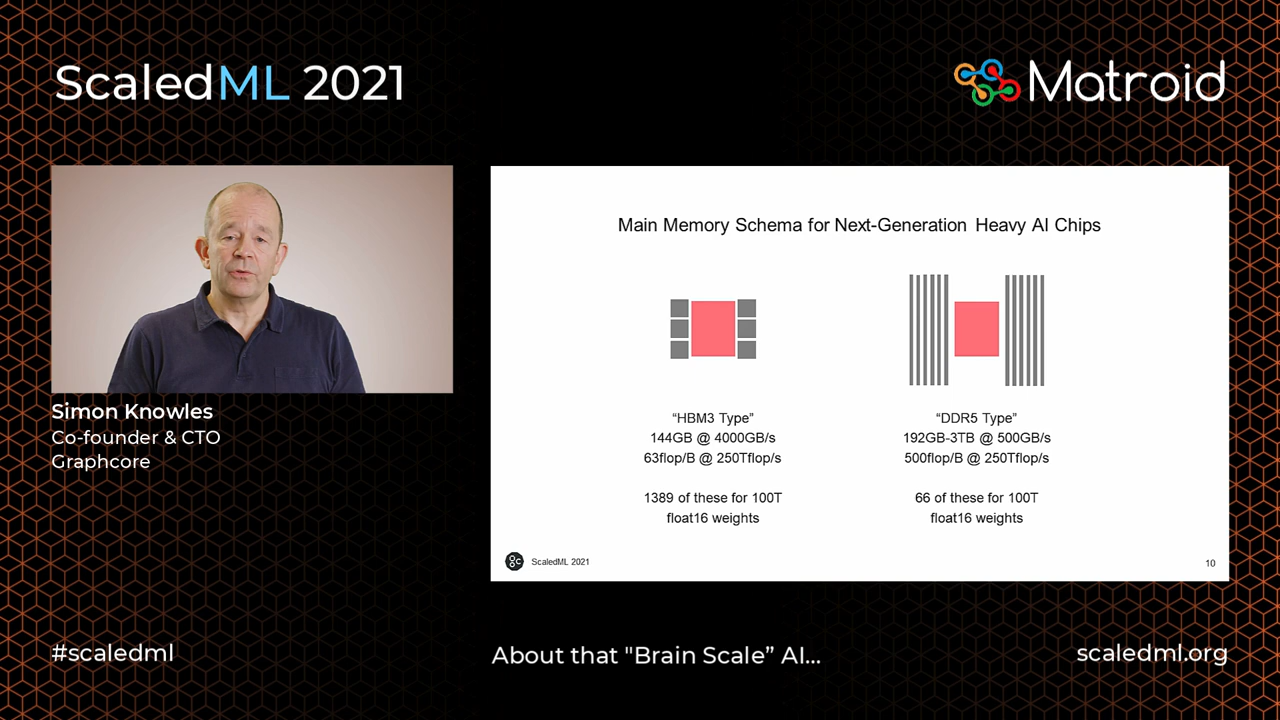 ScaledML 2021
Matroid
Simon Knowles
Co-founder & CTO
Graphcore
Main Memory Schema for Next-Generation Heavy AI Chips
“HBM3 Type”
144GB @ 4000GB/s
63flop/B @ 250Tflop/s
1389 of these for 100T
float16 weights
“DDR5 Type”
192GB-3TB @ 500GB/s
500flop/B @ 250Tflop/s
66 of these for 100T
float16 weights
ScaledML 2021
10
#scaledml
About that "Brain Scale” AI...
scaledml.org